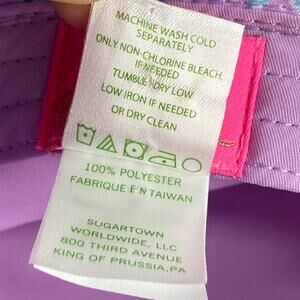 MACHINE WASH COLD
SEPARATELY
ONLY NON-CHLORINE BLEACH,
IF NEEDED
TUMBLE DRY LOW
LOW IRON IF NEEDED
OR DRY CLEAN
100% POLYESTER
FABRIQUE EN TAIWAN
SUGARTOWN
WORLDWIDE, LLC
800 THIRD AVENUE
KING OF PRUSSIA,PA